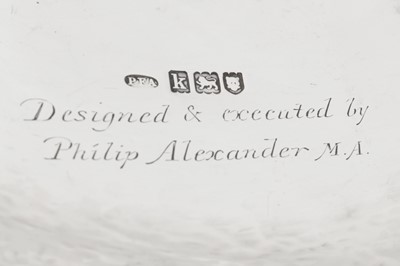 P.F.A k
Designed & executed by
Philip Alexander M.A.